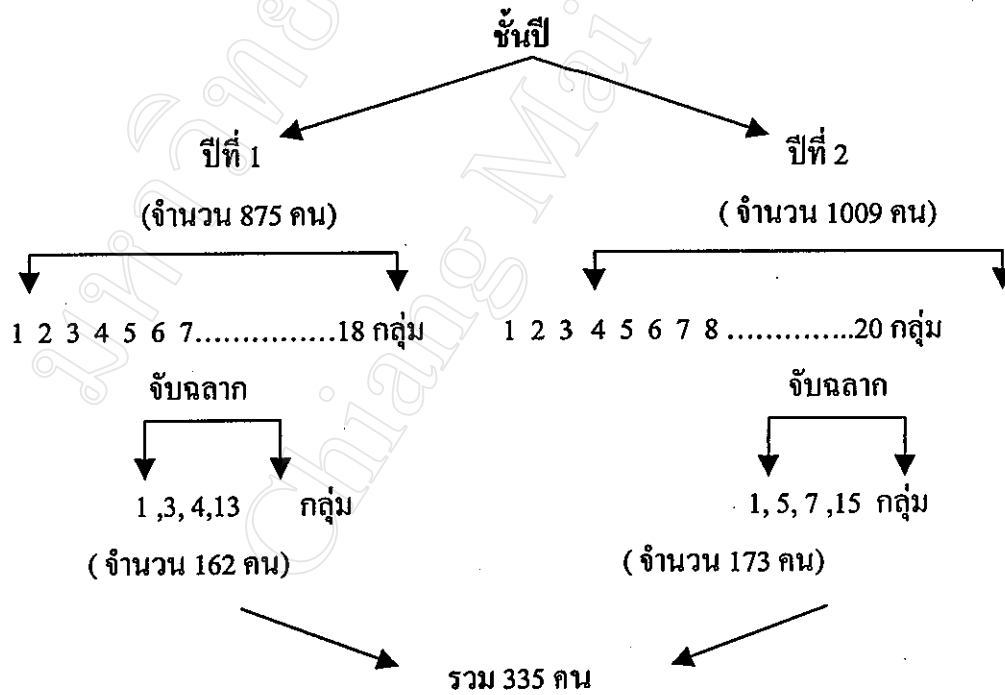 ชั้นปี
ปีที่ 1 ปีที่ 2
(จำนวน 875 คน) ( จำนวน 1009 คน)
1 2 3 4 5 6 7...............18 กลุ่ม 1 2 3 4 5 6 7 8 ..............20 กลุ่ม
จับฉลาก จับฉลาก
1 ,3, 4,13 กลุ่ม 1, 5, 7 ,15 กลุ่ม
( จำนวน 162 คน) ( จำนวน 173 คน)
รวม 335 คน
Chiang Mai